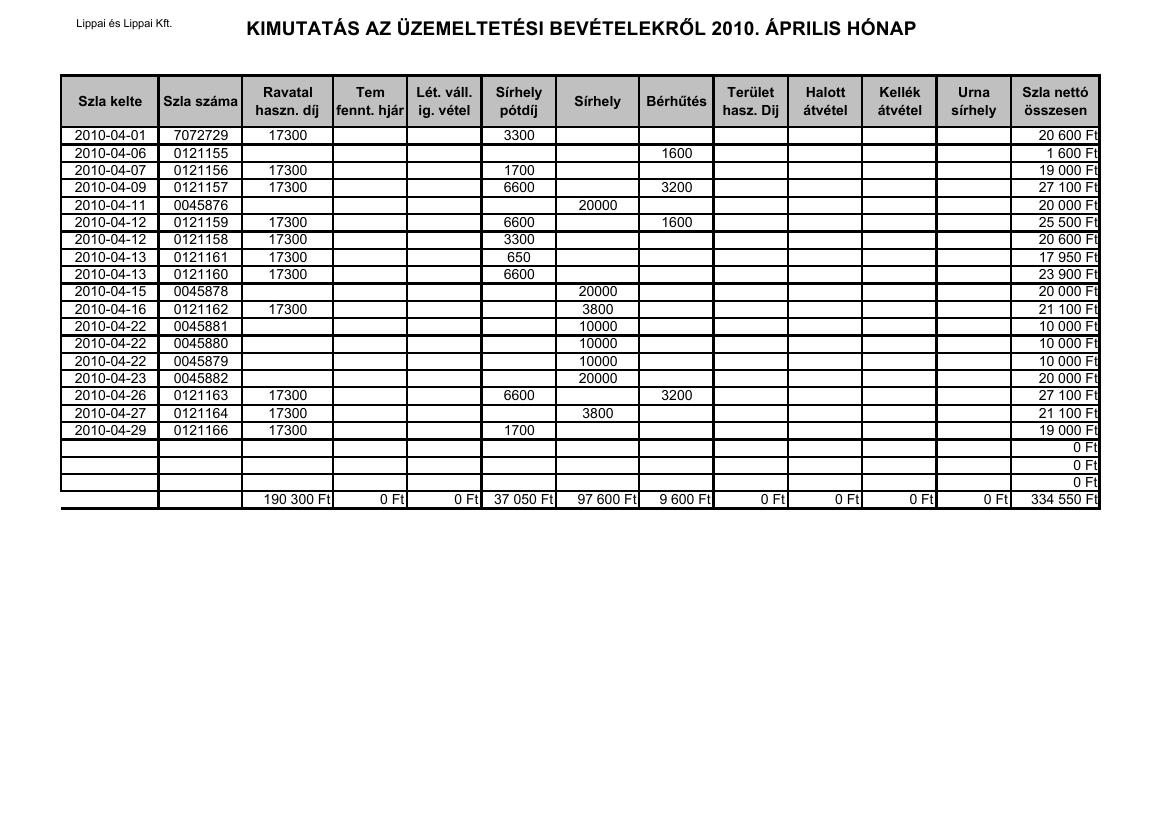 Lippai és Lippai Kft.
KIMUTATÁS AZ ÜZEMELTETÉSI BEVÉTELEKRŐL 2010. ÁPRILIS HÓNAP
Szla kelte Szla száma Ravatal haszn. díj Tem fennt. hjár Lét. váll. ig. vétel Sírhely pótdíj Sírhely Bérhűtés Terület hasz. Dij Halott átvétel Kellék átvétel Urna sírhely Szla nettó összesen
2010-04-01 7072729 17300 3300 20 600 Ft
2010-04-06 0121155 1600 1 600 Ft
2010-04-07 0121156 17300 1700 19 000 Ft
2010-04-09 0121157 17300 6600 3200 27 100 Ft
2010-04-11 0045876 20000 20 000 Ft
2010-04-12 0121159 17300 6600 1600 25 500 Ft
2010-04-12 0121158 17300 3300 20 600 Ft
2010-04-13 0121161 17300 650 17 950 Ft
2010-04-13 0121160 17300 6600 23 900 Ft
2010-04-15 0045878 20000 20 000 Ft
2010-04-16 0121162 17300 3800 21 100 Ft
2010-04-22 0045881 10000 10 000 Ft
2010-04-22 0045880 10000 10 000 Ft
2010-04-22 0045879 10000 10 000 Ft
2010-04-23 0045882 20000 20 000 Ft
2010-04-26 0121163 17300 6600 3200 27 100 Ft
2010-04-27 0121164 17300 3800 21 100 Ft
2010-04-29 0121166 17300 1700 19 000 Ft
0 Ft
0 Ft
0 Ft
190 300 Ft 0 Ft 0 Ft 37 050 Ft 97 600 Ft 9 600 Ft 0 Ft 0 Ft 0 Ft 0 Ft 334 550 Ft